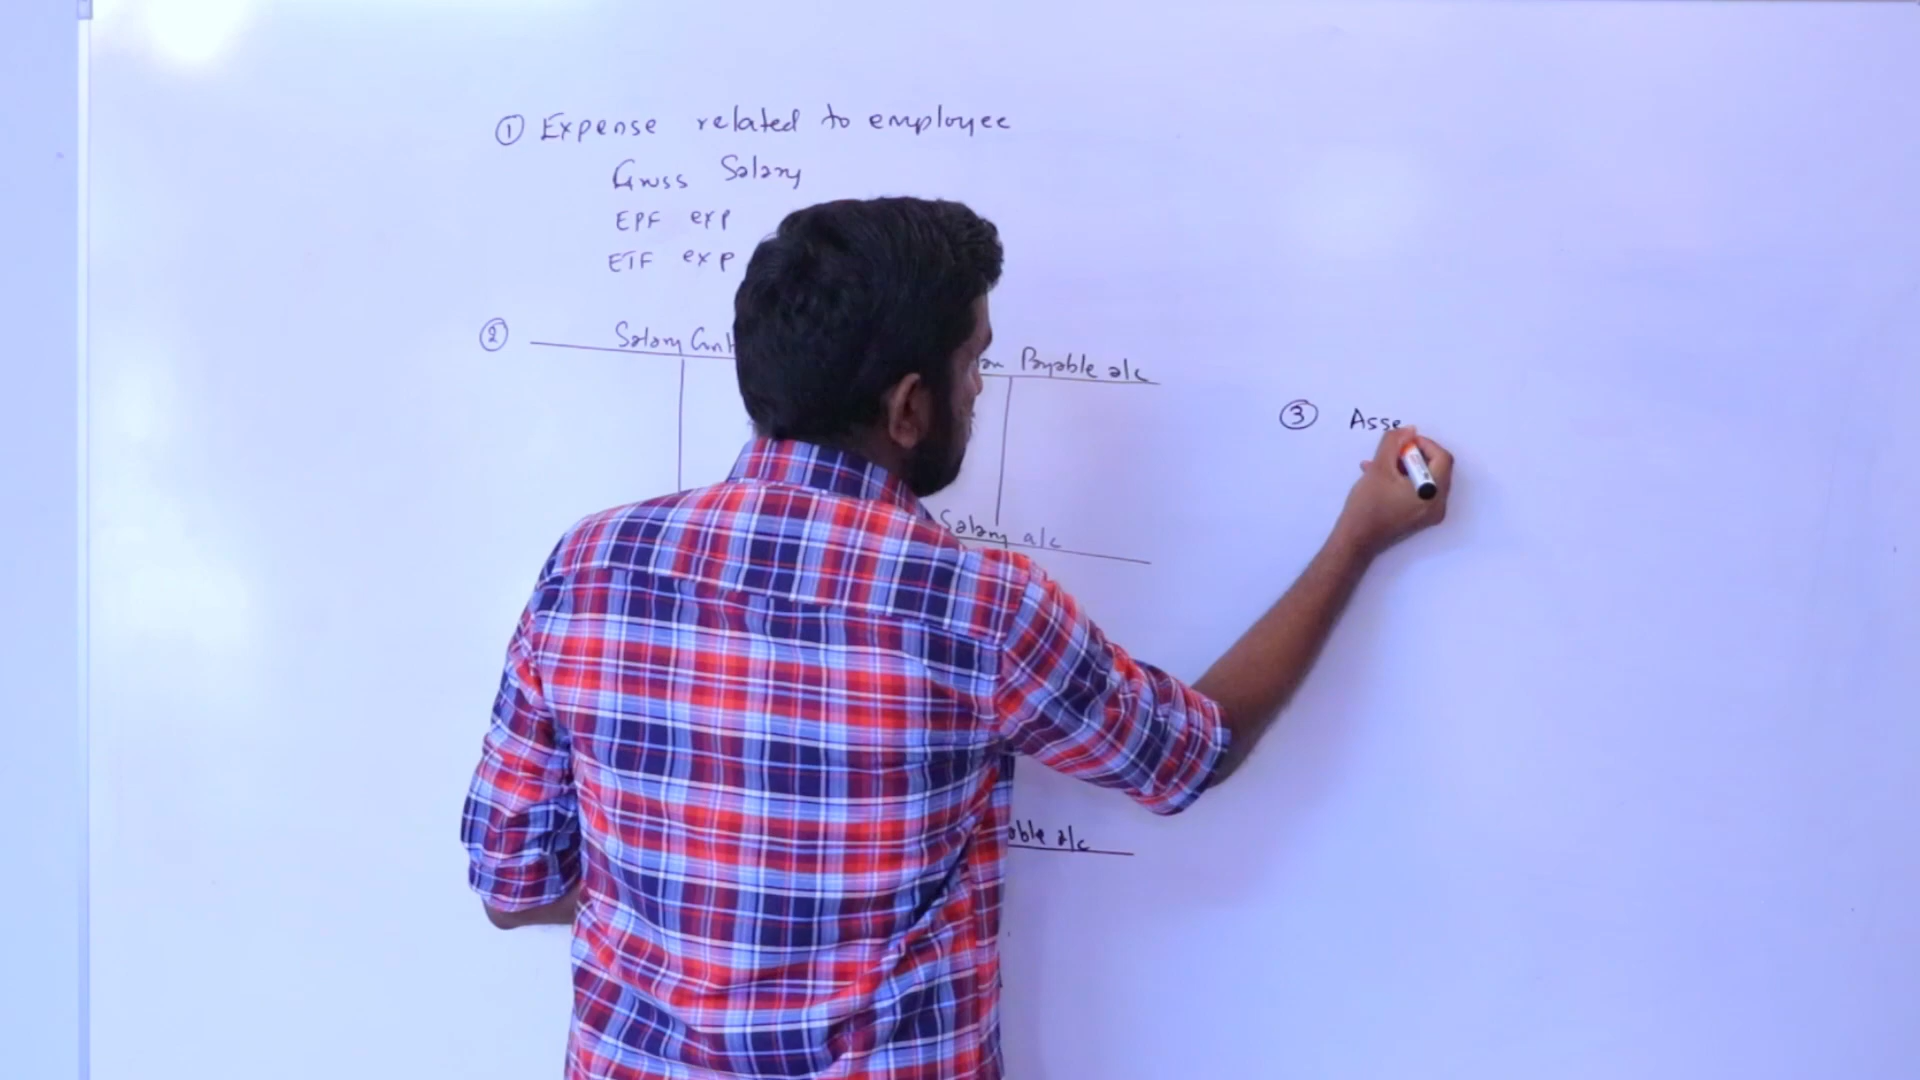 ① Expense related to employee
Gross Salary
EPF exp
ETF exp
② Salary Cont
Payable a/c
③ Asse
Salary a/c
able a/c